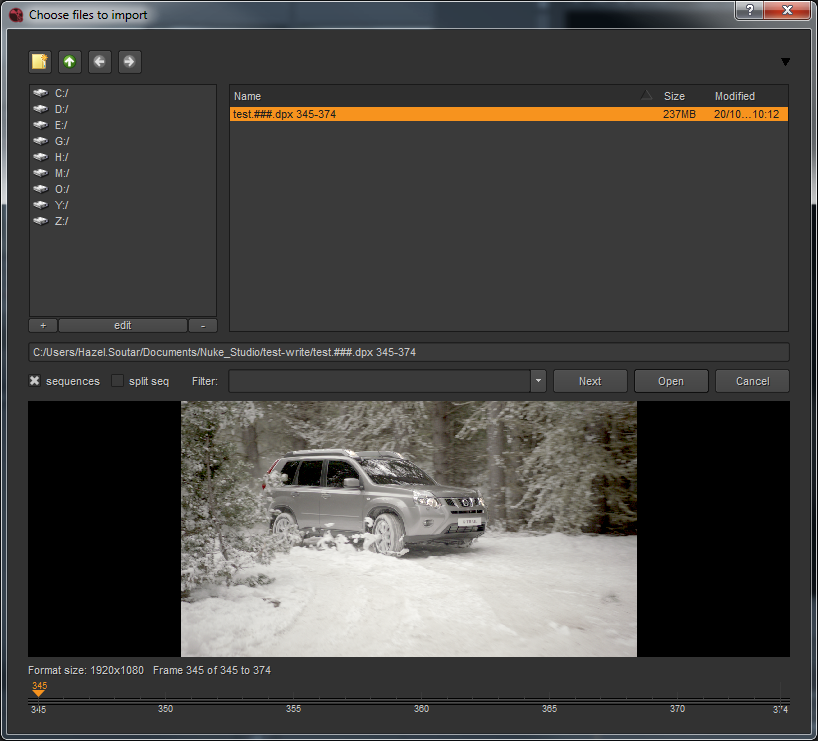 Choose files to import
?
C:/
D:/
E:/
G:/
H:/
M:/
O:/
Y:/
Z:/
+ edit -
Name Size Modified
test.###.dpx 345-374 237MB 20/10...10:12
C:/Users/Hazel.Soutar/Documents/Nuke_Studio/test-write/test.###.dpx 345-374
sequences split seq Filter: Next Open Cancel
Format size: 1920x1080 Frame 345 of 345 to 374
345
345 350 355 360 365 370 374